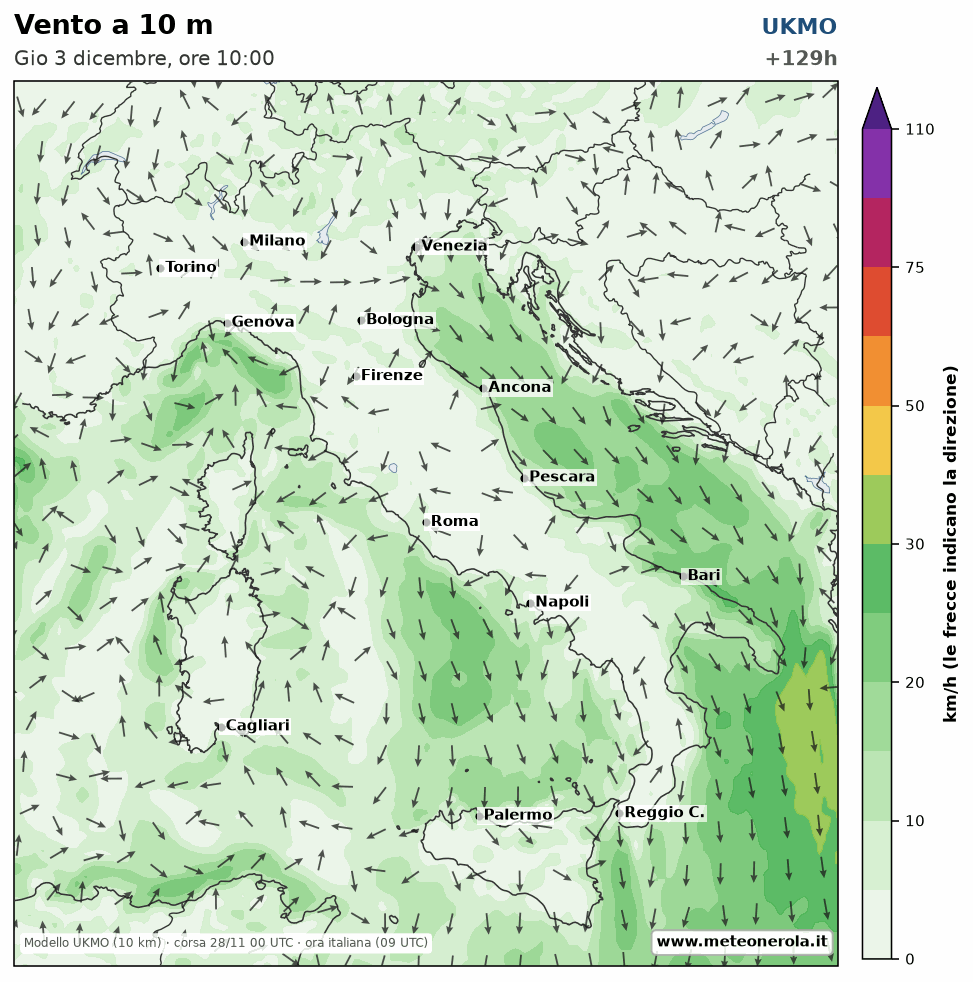 Vento a 10 m
UKMO
Gio 3 dicembre, ore 10:00
+129h
Milano
Venezia
Torino
Genova
Bologna
Firenze
Ancona
Pescara
Roma
Bari
Napoli
Cagliari
Palermo
Reggio C.
110
75
50
30
20
10
0
km/h (le frecce indicano la direzione)
Modello UKMO (10 km) · corsa 28/11 00 UTC · ora italiana (09 UTC)
www.meteonerola.it